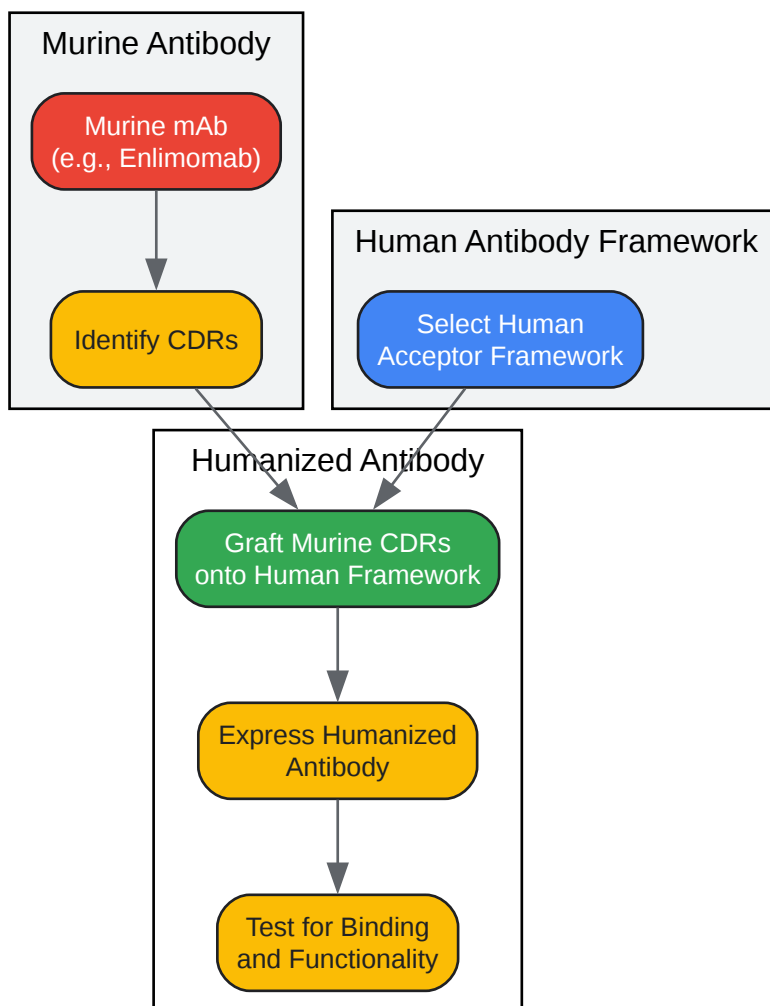 Murine Antibody
Murine mAb
(e.g., Enlimomab)
Identify CDRs
Human Antibody Framework
Select Human
Acceptor Framework
Humanized Antibody
Graft Murine CDRs
onto Human Framework
Express Humanized
Antibody
Test for Binding
and Functionality